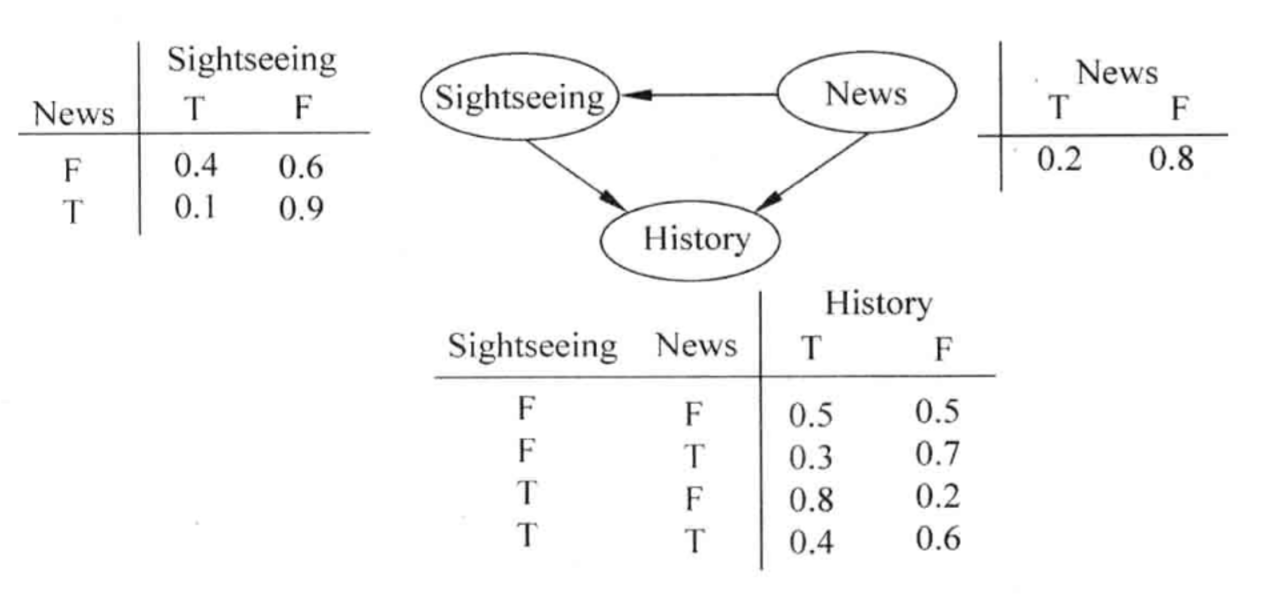 Sightseeing
News T F
F 0.4 0.6
T 0.1 0.9
Sightseeing
News
News
T F
0.2 0.8
History
History
Sightseeing News T F
F F 0.5 0.5
F T 0.3 0.7
T F 0.8 0.2
T T 0.4 0.6